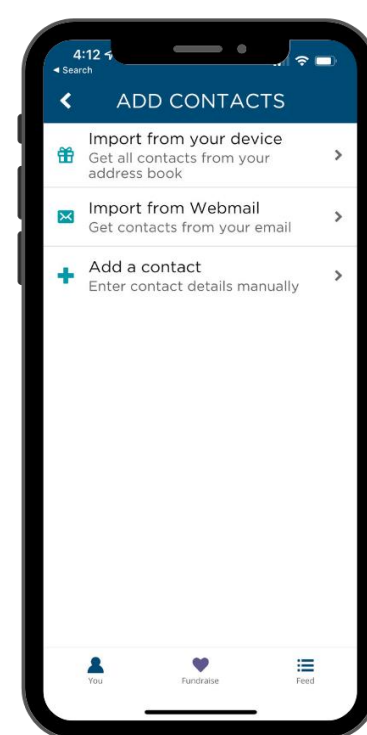 4:12
◄ Search
ADD CONTACTS
Import from your device
Get all contacts from your
address book
Import from Webmail
Get contacts from your email
Add a contact
Enter contact details manually
You
Fundraise
Feed